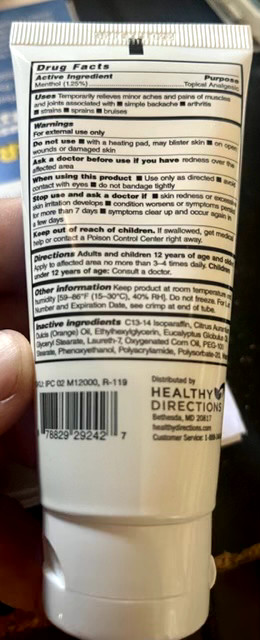 Drug Facts
Active Ingredient Purpose
Menthol (1.25%) Topical Analgesic
Uses Temporarily relieves minor aches and pains of muscles
and joints associated with ■ simple backache ■ arthritis
■ strains ■ sprains ■ bruises
Warnings
For external use only
Do not use ■ with a heating pad, may blister skin ■ on open
wounds or damaged skin
Ask a doctor before use if you have redness over the
affected area
When using this product ■ Use only as directed ■ avoid
contact with eyes ■ do not bandage tightly
Stop use and ask a doctor if ■ skin redness or excessive
skin irritation develops ■ condition worsens or symptoms persist
for more than 7 days ■ symptoms clear up and occur again
a few days
Keep out of reach of children. If swallowed, get medical
help or contact a Poison Control Center right away.
Directions Adults and children 12 years of age and older
Apply to affected area no more than 3-4 times daily. Children
under 12 years of age: Consult a doctor.
Other information Keep product at room temperature
humidity [59-86°F (15-30°C), 40% RH]. Do not freeze. For
Number and Expiration Date, see crimp at end of tube.
Inactive ingredients C13-14 Isoparaffin, Citrus
Dulcis (Orange) Oil, Ethylhexylglycerin, Eucalyptus Globulus
Glyceryl Stearate, Laureth-7, Oxygenated Corn Oil, PEG-100
Stearate, Phenoxyethanol, Polyacrylamide, Polysorbate-20,
IPC 02 M12000, R-119
78829 29242 7
Distributed by
HEALTHY
DIRECTIONS
Bethesda, MD 20817
healthydirections.com
Customer Service: